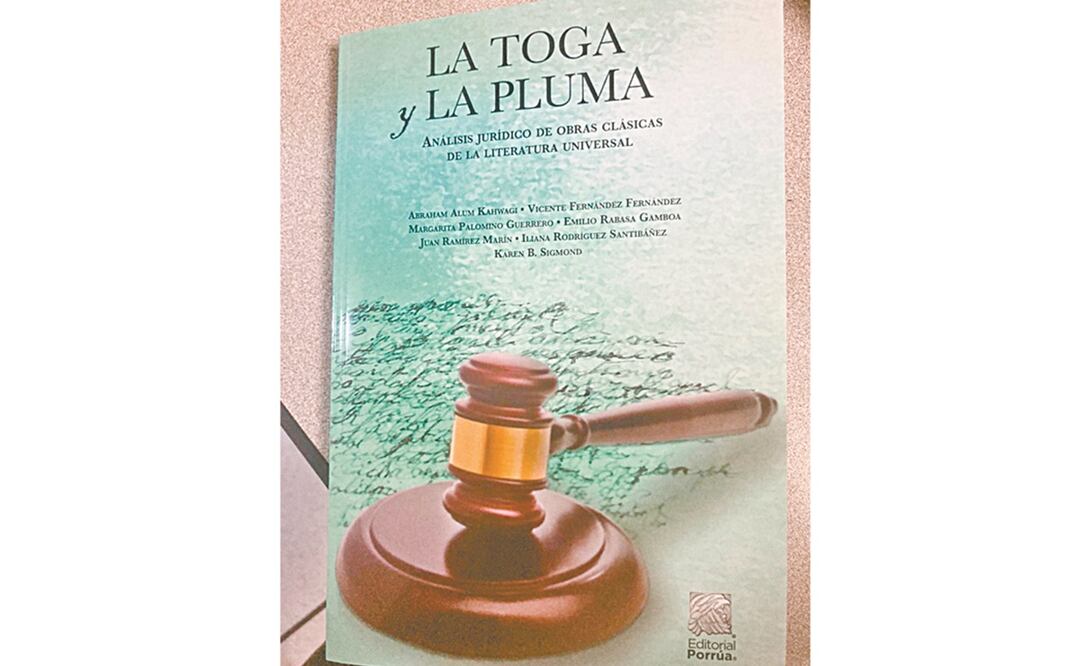 LA TOGA
y LA PLUMA
ANÁLISIS JURÍDICO DE OBRAS CLÁSICAS
DE LA LITERATURA UNIVERSAL
ABRAHAM ALUM KAHWAGI • VICENTE FERNÁNDEZ FERNÁNDEZ
MARGARITA PALOMINO GUERRERO • EMILIO RABASA GAMBOA
JUAN RAMÍREZ MARÍN • ILIANA RODRÍGUEZ SANTIBÁÑEZ
KAREN B. SIGMOND
Editorial
Porrúa®